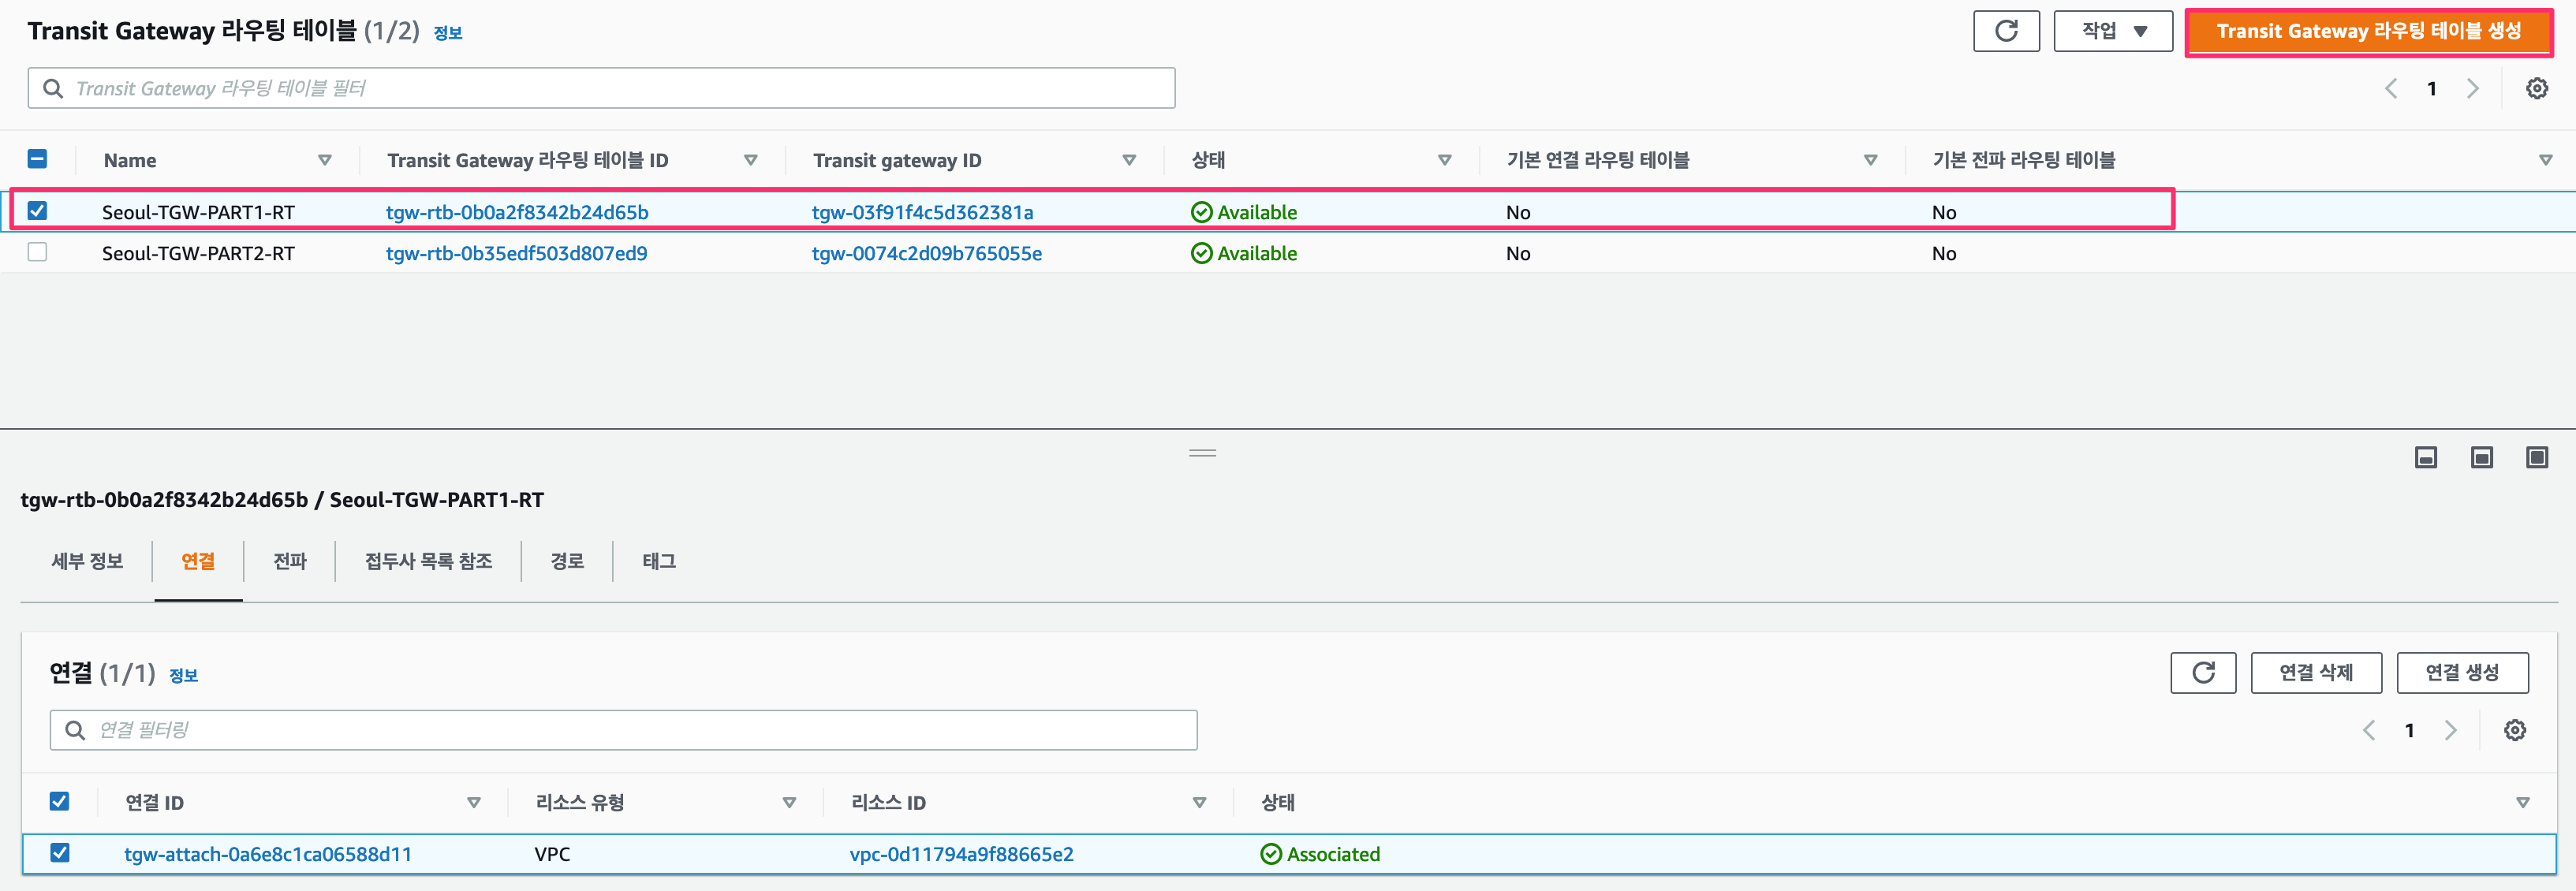 Transit Gateway 라우팅 테이블 (1/2) 정보
작업
Transit Gateway 라우팅 테이블 생성
Transit Gateway 라우팅 테이블 필터
1
Name Transit Gateway 라우팅 테이블 ID Transit gateway ID 상태 기본 연결 라우팅 테이블 기본 전파 라우팅 테이블
Seoul-TGW-PART1-RT tgw-rtb-0b0a2f8342b24d65b tgw-03f91f4c5d362381a Available No No
Seoul-TGW-PART2-RT tgw-rtb-0b35edf503d807ed9 tgw-0074c2d09b765055e Available No No
tgw-rtb-0b0a2f8342b24d65b / Seoul-TGW-PART1-RT
세부 정보 연결 전파 접두사 목록 참조 경로 태그
연결 (1/1) 정보
연결 삭제
연결 생성
연결 필터링
1
연결 ID 리소스 유형 리소스 ID 상태
tgw-attach-0a6e8c1ca06588d11 VPC vpc-0d11794a9f88665e2 Associated